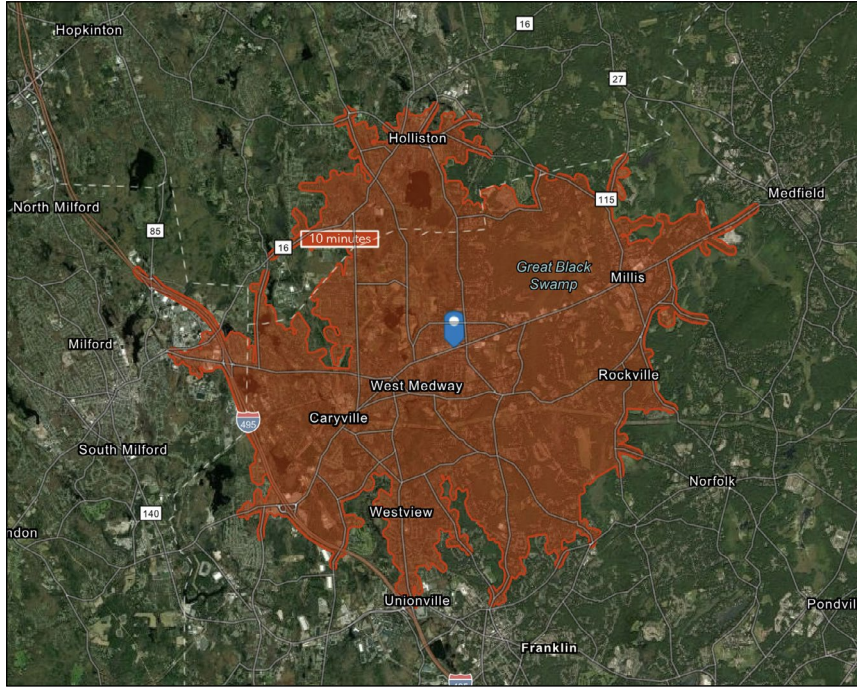 16
Hopkinton
27
Holliston
Medfield
115
North Milford
85
10 minutes
16
Great Black
Swamp
Millis
Milford
Rockville
West Medway
Caryville
495
South Milford
Norfolk
140
Westview
ndon
Unionville
Pondvil
Franklin